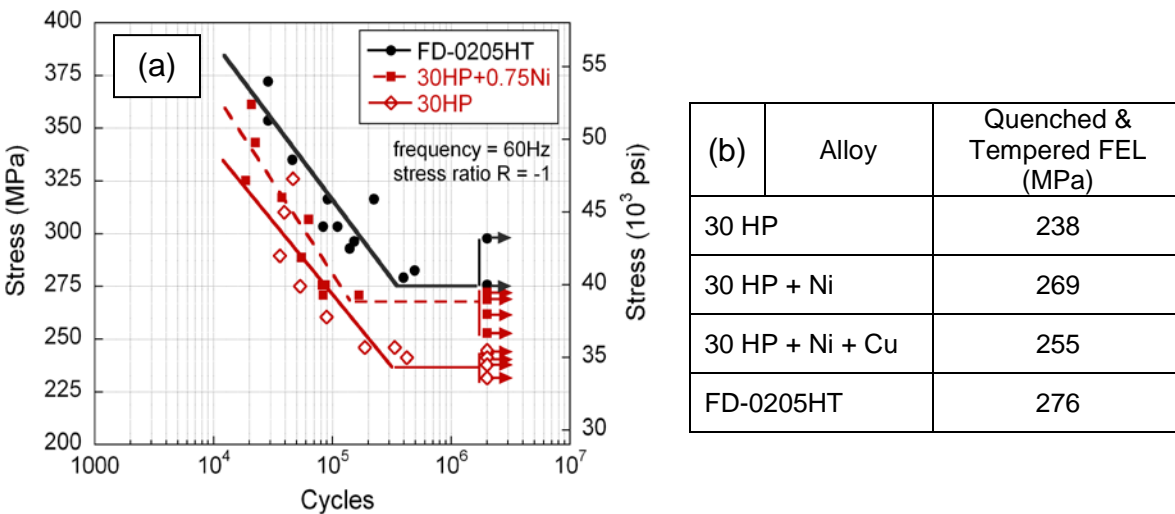 (a)
FD-0205HT
30HP+0.75Ni
30HP
frequency = 60Hz
stress ratio R = -1
400
375
350
325
300
275
250
225
200
Stress (MPa)
55
50
45
40
35
30
Stress (10³ psi)
1000
10⁴
10⁵
10⁶
10⁷
Cycles
(b) Alloy Quenched & Tempered FEL (MPa)
30 HP 238
30 HP + Ni 269
30 HP + Ni + Cu 255
FD-0205HT 276